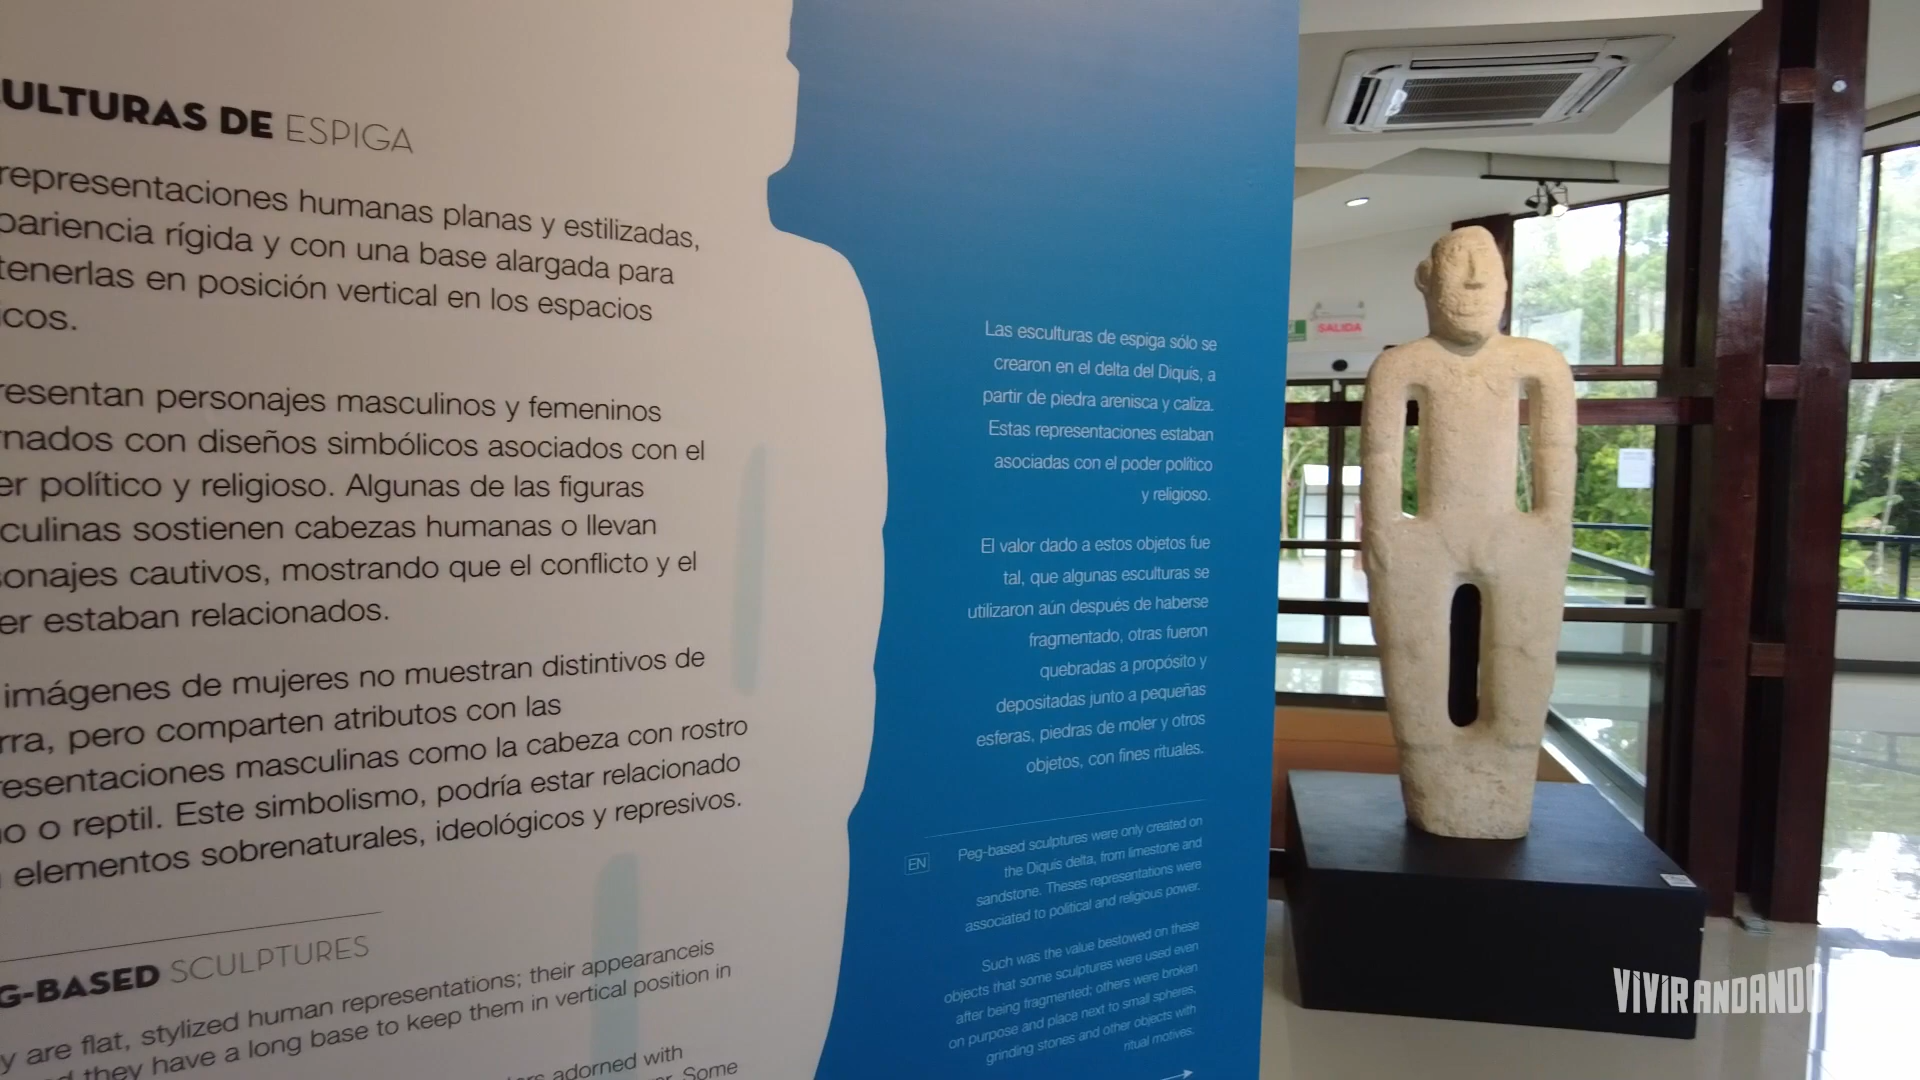 ULTURAS DE ESPIGA
representaciones humanas planas y estilizadas,
pariencia rígida y con una base alargada para
tenerlas en posición vertical en los espacios
icos.
resentan personajes masculinos y femeninos
rnados con diseños simbólicos asociados con el
er político y religioso. Algunas de las figuras
culinas sostienen cabezas humanas o llevan
sonajes cautivos, mostrando que el conflicto y el
er estaban relacionados.
imágenes de mujeres no muestran distintivos de
rra, pero comparten atributos con las
resentaciones masculinas como la cabeza con rostro
no o reptil. Este simbolismo, podría estar relacionado
elementos sobrenaturales, ideológicos y represivos.
G-BASED SCULPTURES
y are flat, stylized human representations; their appearanceis
d they have a long base to keep them in vertical position in
rs adorned with
er. Some
Las esculturas de espiga sólo se
crearon en el delta del Diquís, a
partir de piedra arenisca y caliza.
Estas representaciones estaban
asociadas con el poder político
y religioso.
El valor dado a estos objetos fue
tal, que algunas esculturas se
utilizaron aún después de haberse
fragmentado, otras fueron
quebradas a propósito y
depositadas junto a pequeñas
esferas, piedras de moler y otros
objetos, con fines rituales.
EN
Peg-based sculptures were only created on
the Diquis delta, from limestone and
sandstone. Theses representations were
associated to political and religious power.
Such was the value bestowed on these
objects that some sculptures were used even
after being fragmented; others were broken
on purpose and place next to small spheres,
grinding stones and other objects with
ritual motives.
SALIDA
VIVIR ANDANDO